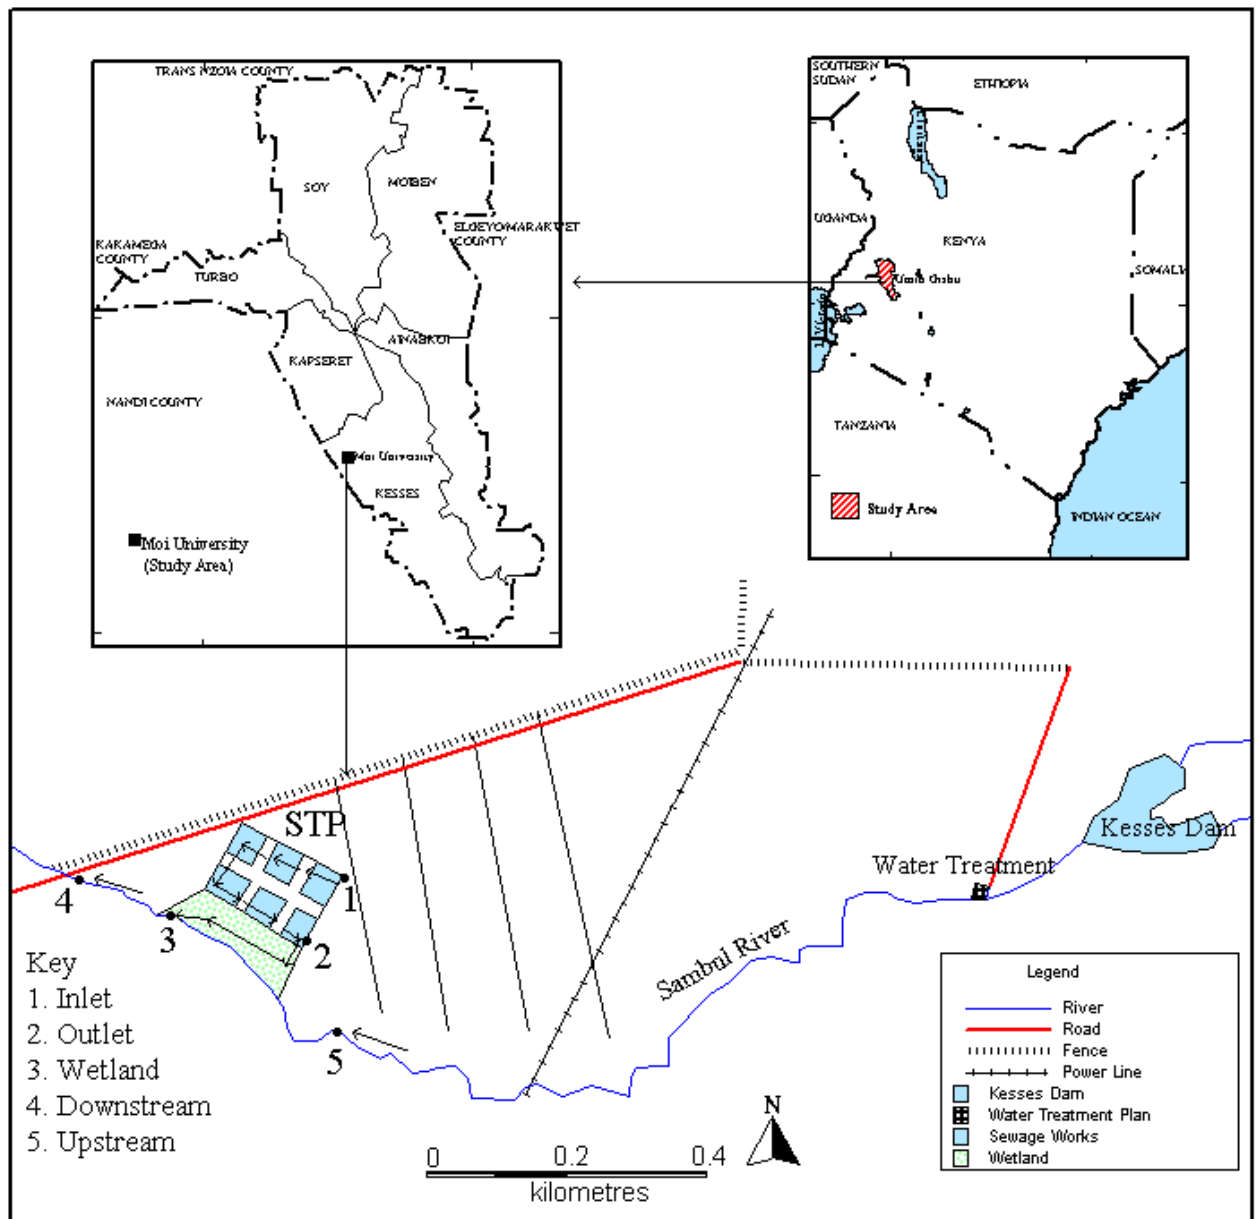 TRANS NZOIA COUNTY
SOY
MOIBEN
ELGEYOMARAKWET
COUNTY
KAKAMEGA
COUNTY
TURBO
AINABKOI
KAPSERET
NANDI COUNTY
Moi University
KESSES
Moi University
(Study Area)
SOUTHERN
SUDAN
ETHIOPIA
UGANDA
KENYA
SOMALIA
TANZANIA
INDIAN OCEAN
Study Area
STP
1
2
3
4
5
Kesses Dam
Water Treatment
Sambul River
Key
1. Inlet
2. Outlet
3. Wetland
4. Downstream
5. Upstream
0 0.2 0.4
kilometres
N
Legend
River
Road
Fence
Power Line
Kesses Dam
Water Treatment Plan
Sewage Works
Wetland